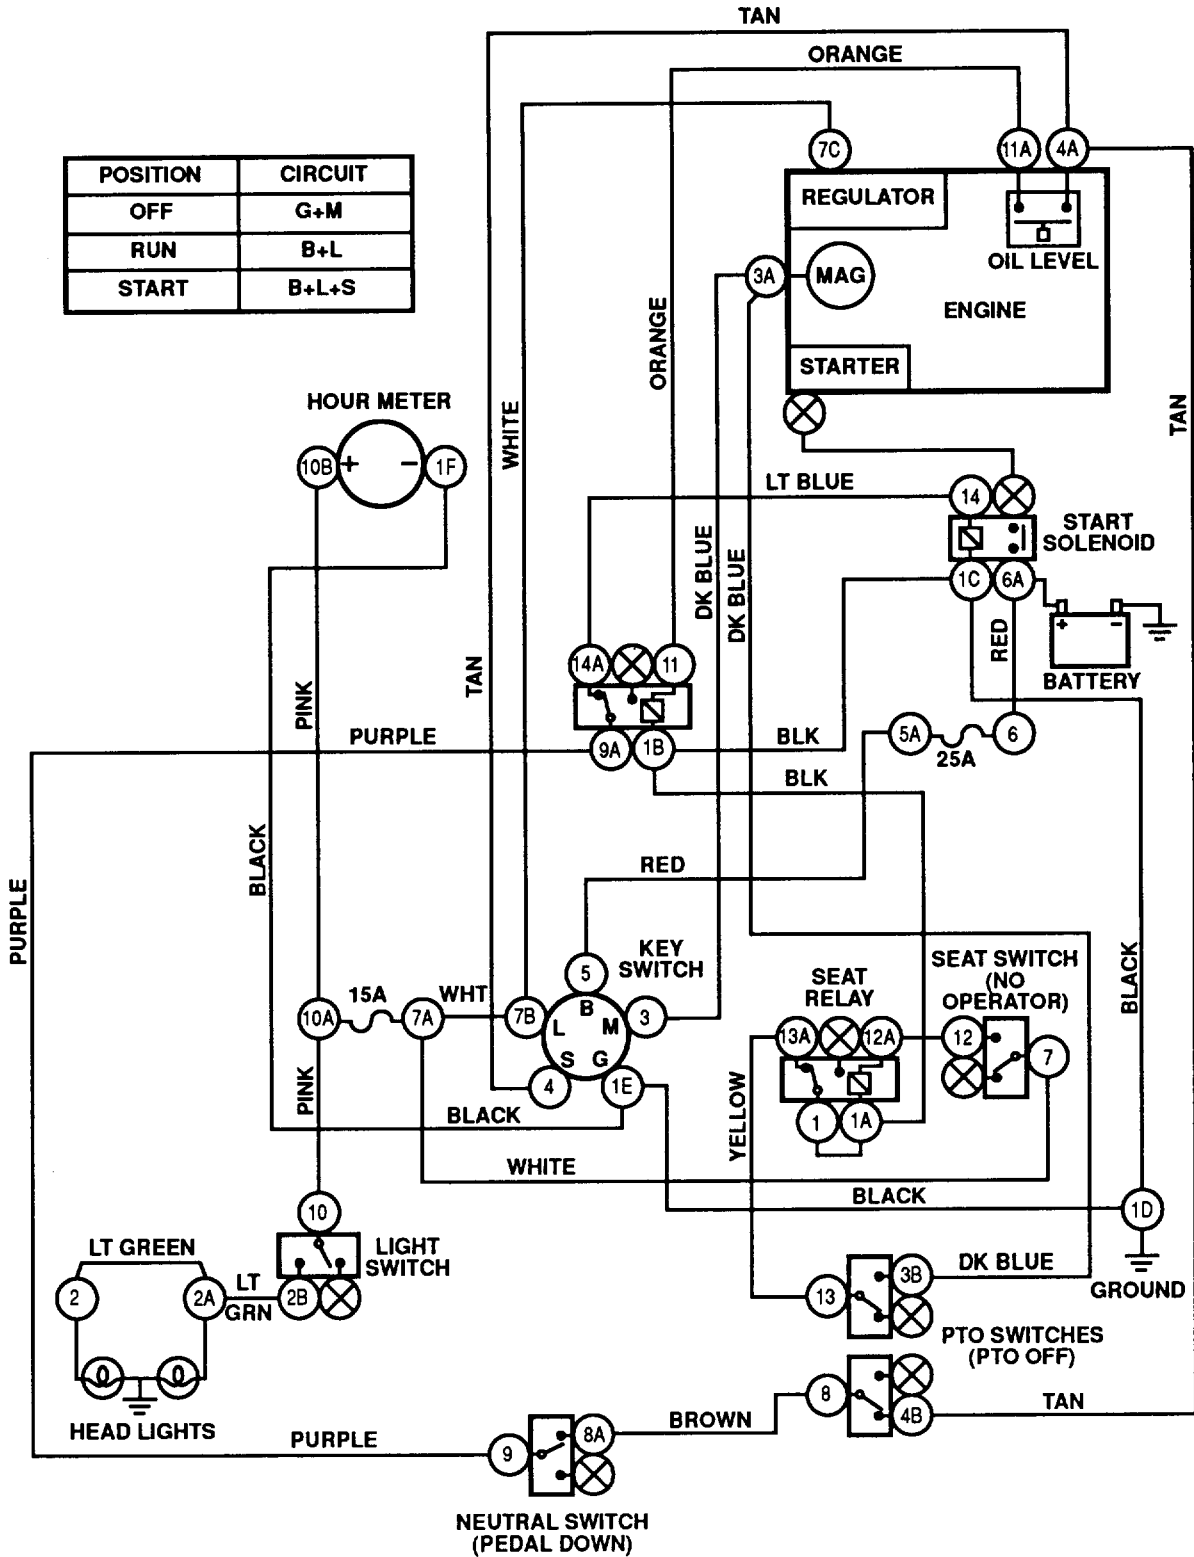 TAN
ORANGE
7C
11A
4A
POSITION CIRCUIT
OFF G+M
RUN B+L
START B+L+S
REGULATOR
OIL LEVEL
3A
MAG
ENGINE
STARTER
ORANGE
WHITE
TAN
HOUR METER
10B
+
−
1F
LT BLUE
14
START
SOLENOID
DK BLUE
DK BLUE
1C
6A
RED
+
−
BATTERY
14A
11
TAN
PINK
PURPLE
9A
1B
BLK
5A
6
25A
BLK
BLACK
RED
PURPLE
KEY
SWITCH
5
B
L
M
S
G
15A
WHT
10A
7A
7B
3
4
1E
SEAT
RELAY
SEAT SWITCH
(NO
OPERATOR)
BLACK
13A
12A
12
7
1
1A
PINK
BLACK
YELLOW
WHITE
BLACK
1D
GROUND
10
LT GREEN
LIGHT
SWITCH
2
2A
LT
GRN
2B
HEAD LIGHTS
DK BLUE
3B
13
PTO SWITCHES
(PTO OFF)
8
4B
TAN
BROWN
PURPLE
9
8A
NEUTRAL SWITCH
(PEDAL DOWN)